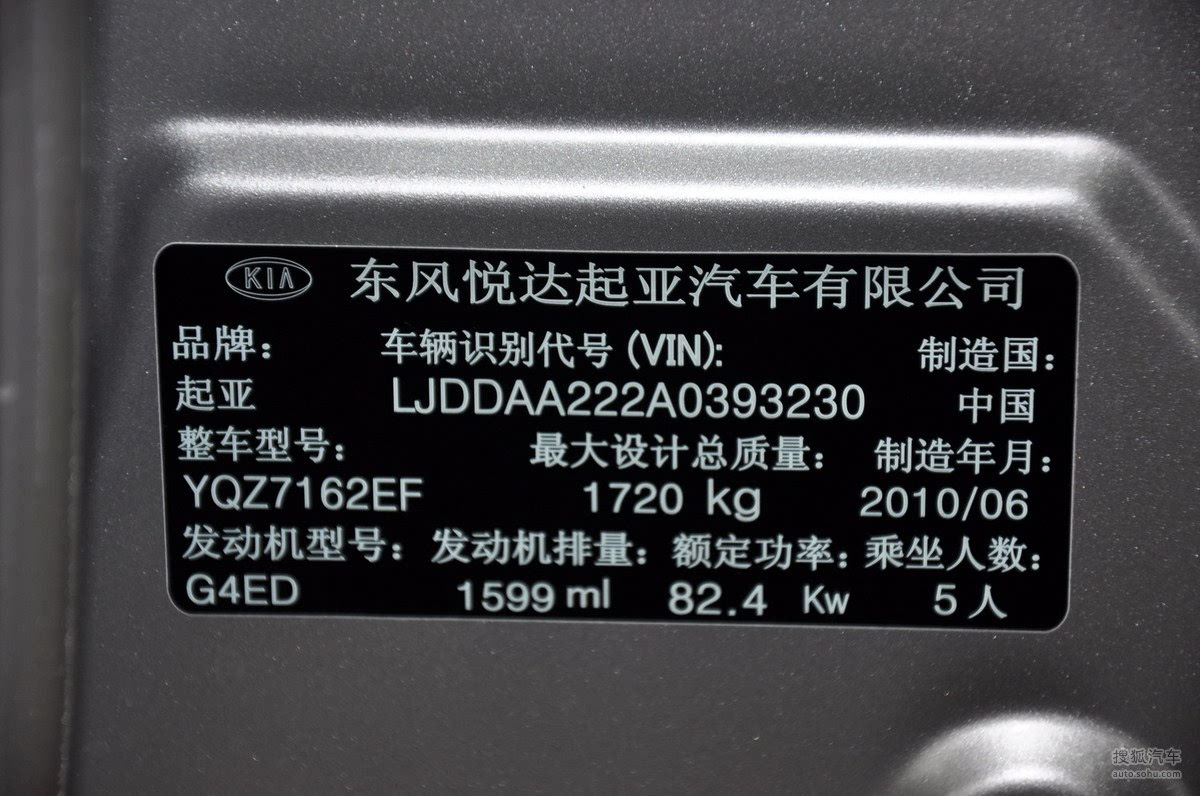 KIA 东风悦达起亚汽车有限公司
品牌: 车辆识别代号(VIN): 制造国:
起亚 LJDDAA222A0393230 中国
整车型号: 最大设计总质量: 制造年月:
YQZ7162EF 1720 kg 2010/06
发动机型号: 发动机排量: 额定功率: 乘坐人数:
G4ED 1599 ml 82.4 Kw 5人
搜狐汽车
auto.sohu.com